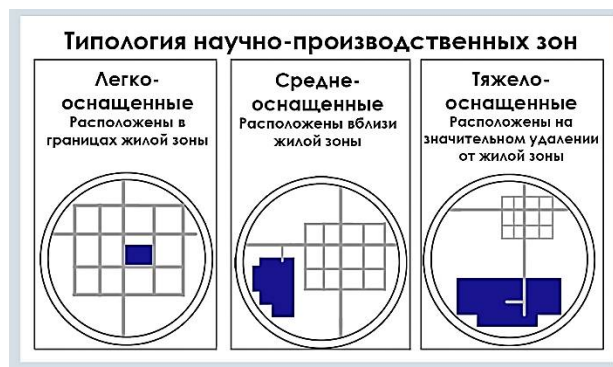 Типология научно-производственных зон
Легко-
оснащенные
Расположены в
границах жилой зоны
Средне-
оснащенные
Расположены вблизи
жилой зоны
Тяжело-
оснащенные
Расположены на
значительном удалении
от жилой зоны